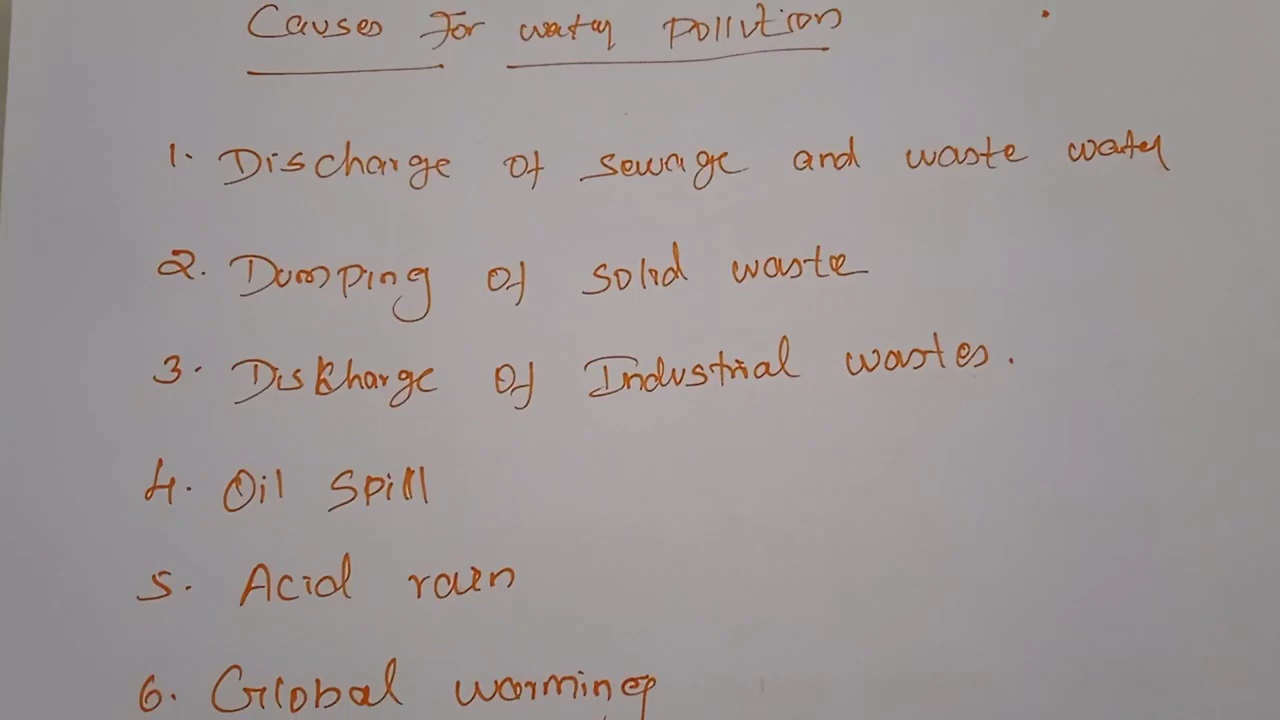 Causes For water pollution
1. Discharge of sewage and waste water
2. Dumping of solid waste
3. Discharge of Industrial wastes.
4. Oil spill
5. Acid rain
6. Global warming